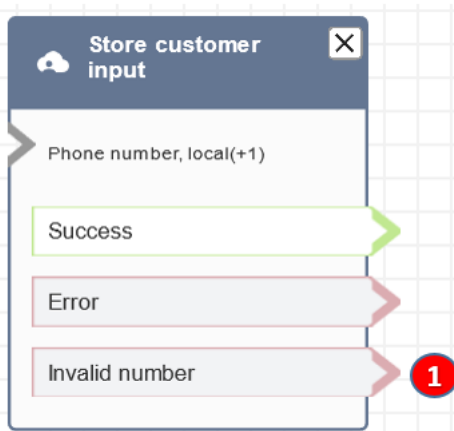 Store customer
input
Phone number, local(+1)
Success
Error
Invalid number
1